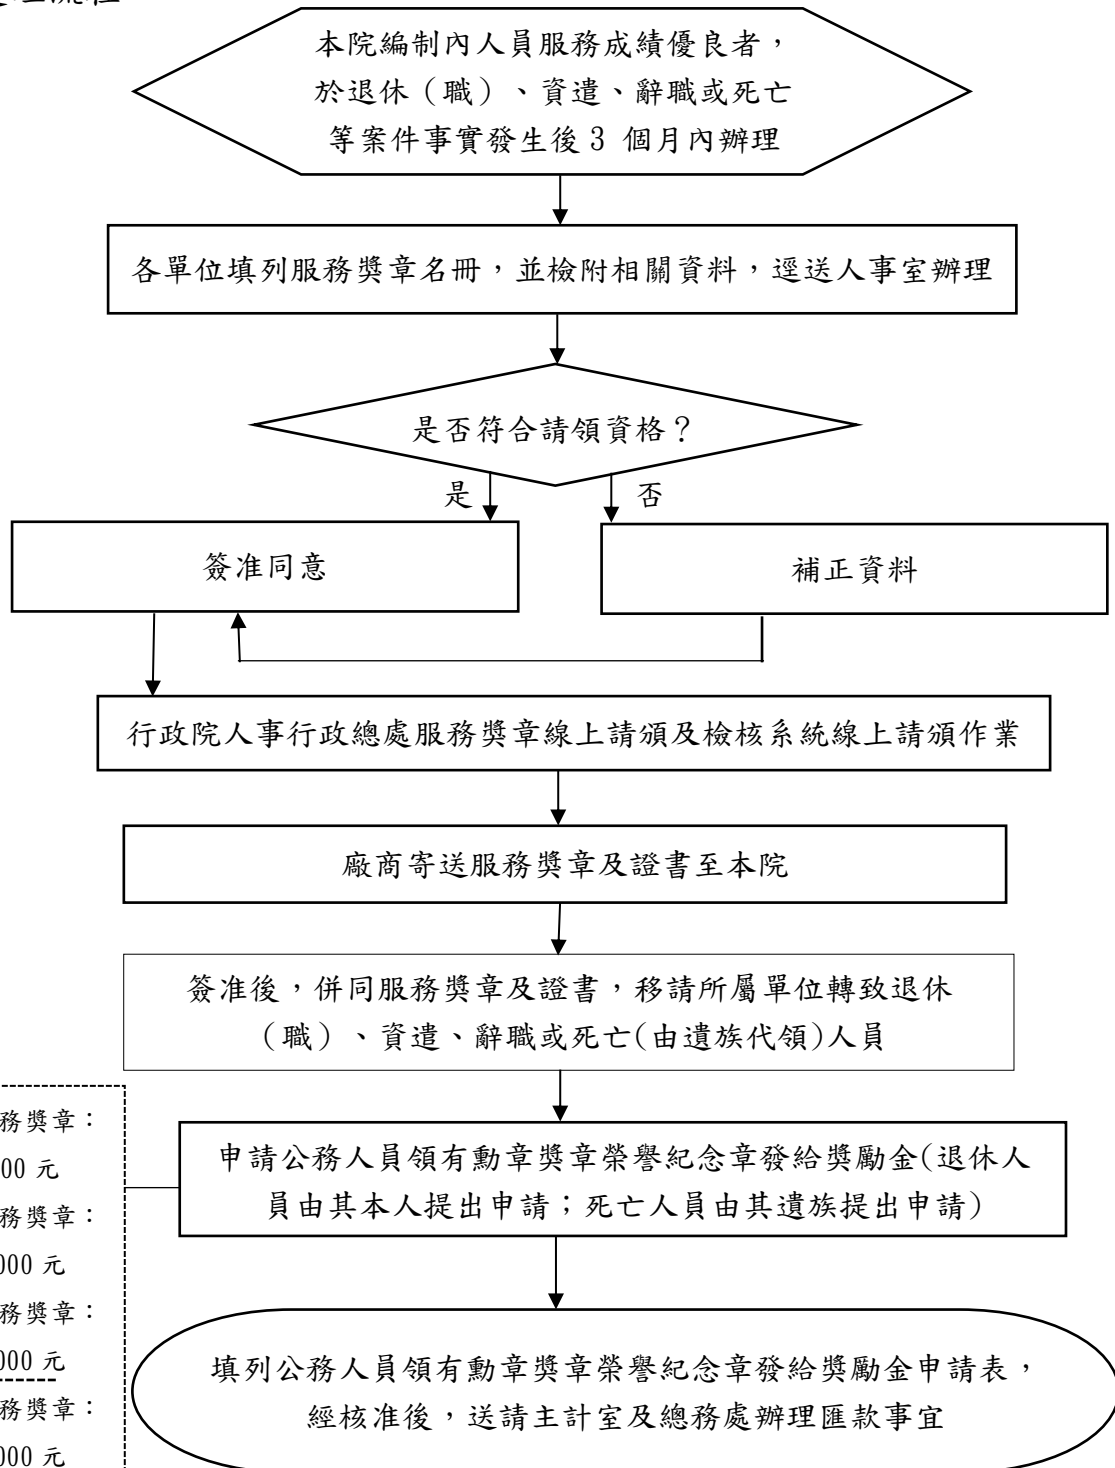 本院編制內人員服務成績優良者，
於退休（職）、資遣、辭職或死亡
等案件事實發生後 3 個月內辦理
各單位填列服務獎章名冊，並檢附相關資料，逕送人事室辦理
是否符合請領資格？
是
否
簽准同意
補正資料
行政院人事行政總處服務獎章線上請頒及檢核系統線上請頒作業
廠商寄送服務獎章及證書至本院
簽准後，併同服務獎章及證書，移請所屬單位轉致退休
（職）、資遣、辭職或死亡(由遺族代領)人員
申請公務人員領有勳章獎章榮譽紀念章發給獎勵金(退休人
員由其本人提出申請；死亡人員由其遺族提出申請)
務獎章：
00 元
務獎章：
000 元
務獎章：
000 元
務獎章：
000 元
填列公務人員領有勳章獎章榮譽紀念章發給獎勵金申請表，
經核准後，送請主計室及總務處辦理匯款事宜